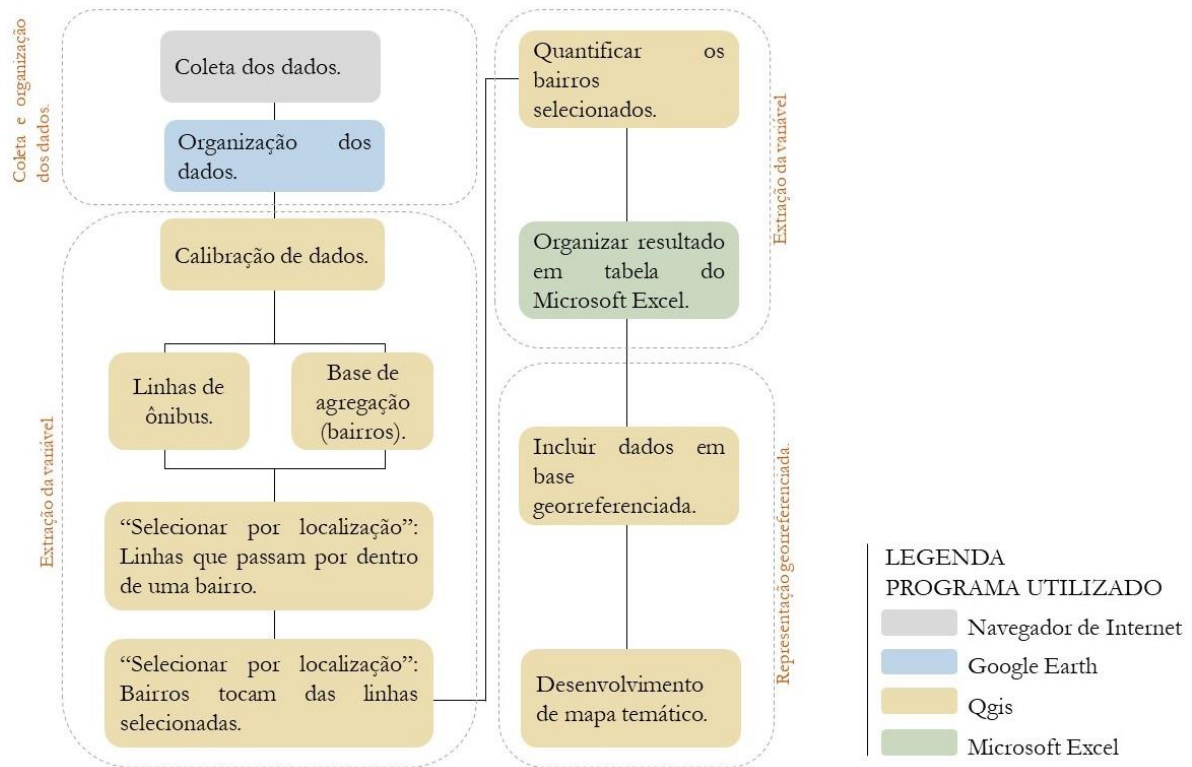 Coleta e organização
dos dados.
Coleta dos dados.
Organização dos
dados.
Extração da variável
Calibração de dados.
Linhas de
ônibus.
Base de
agregação
(bairros).
“Selecionar por localização”:
Linhas que passam por dentro
de uma bairro.
“Selecionar por localização”:
Bairros tocam das linhas
selecionadas.
Quantificar os
bairros
selecionados.
Organizar resultado
em tabela do
Microsoft Excel.
Extração da variável
Incluir dados em
base
georreferenciada.
Desenvolvimento
de mapa temático.
Representação georreferenciada.
LEGENDA
PROGRAMA UTILIZADO
Navegador de Internet
Google Earth
Qgis
Microsoft Excel